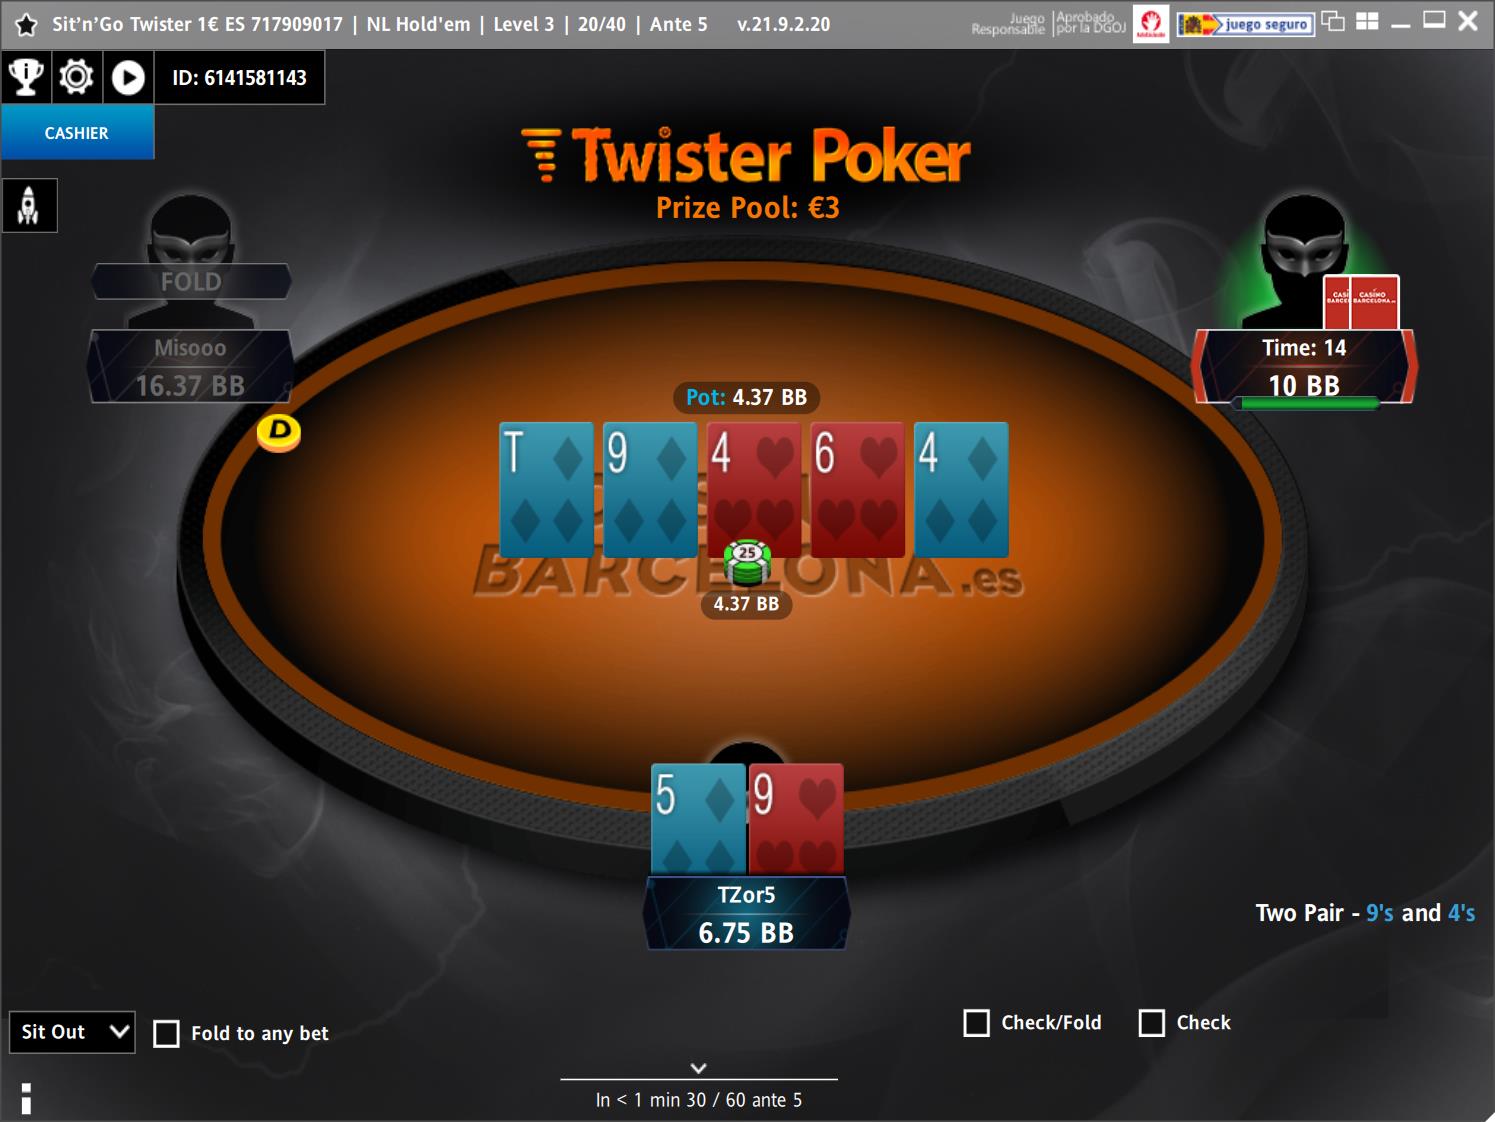 Sit’n’Go Twister 1€ ES 717909017 | NL Hold'em | Level 3 | 20/40 | Ante 5 v.21.9.2.20
Juego Responsable
Aprobado por la DGOJ
juego seguro
ID: 6141581143
CASHIER
Twister Poker
Prize Pool: €3
FOLD
Misooo
16.37 BB
D
CASINO
BARCELONA.es
Time: 14
10 BB
Pot: 4.37 BB
T 9 4 6 4
25
BARCELONA.es
4.37 BB
5 9
TZor5
6.75 BB
Two Pair - 9's and 4's
Sit Out
Fold to any bet
Check/Fold
Check
In < 1 min 30 / 60 ante 5